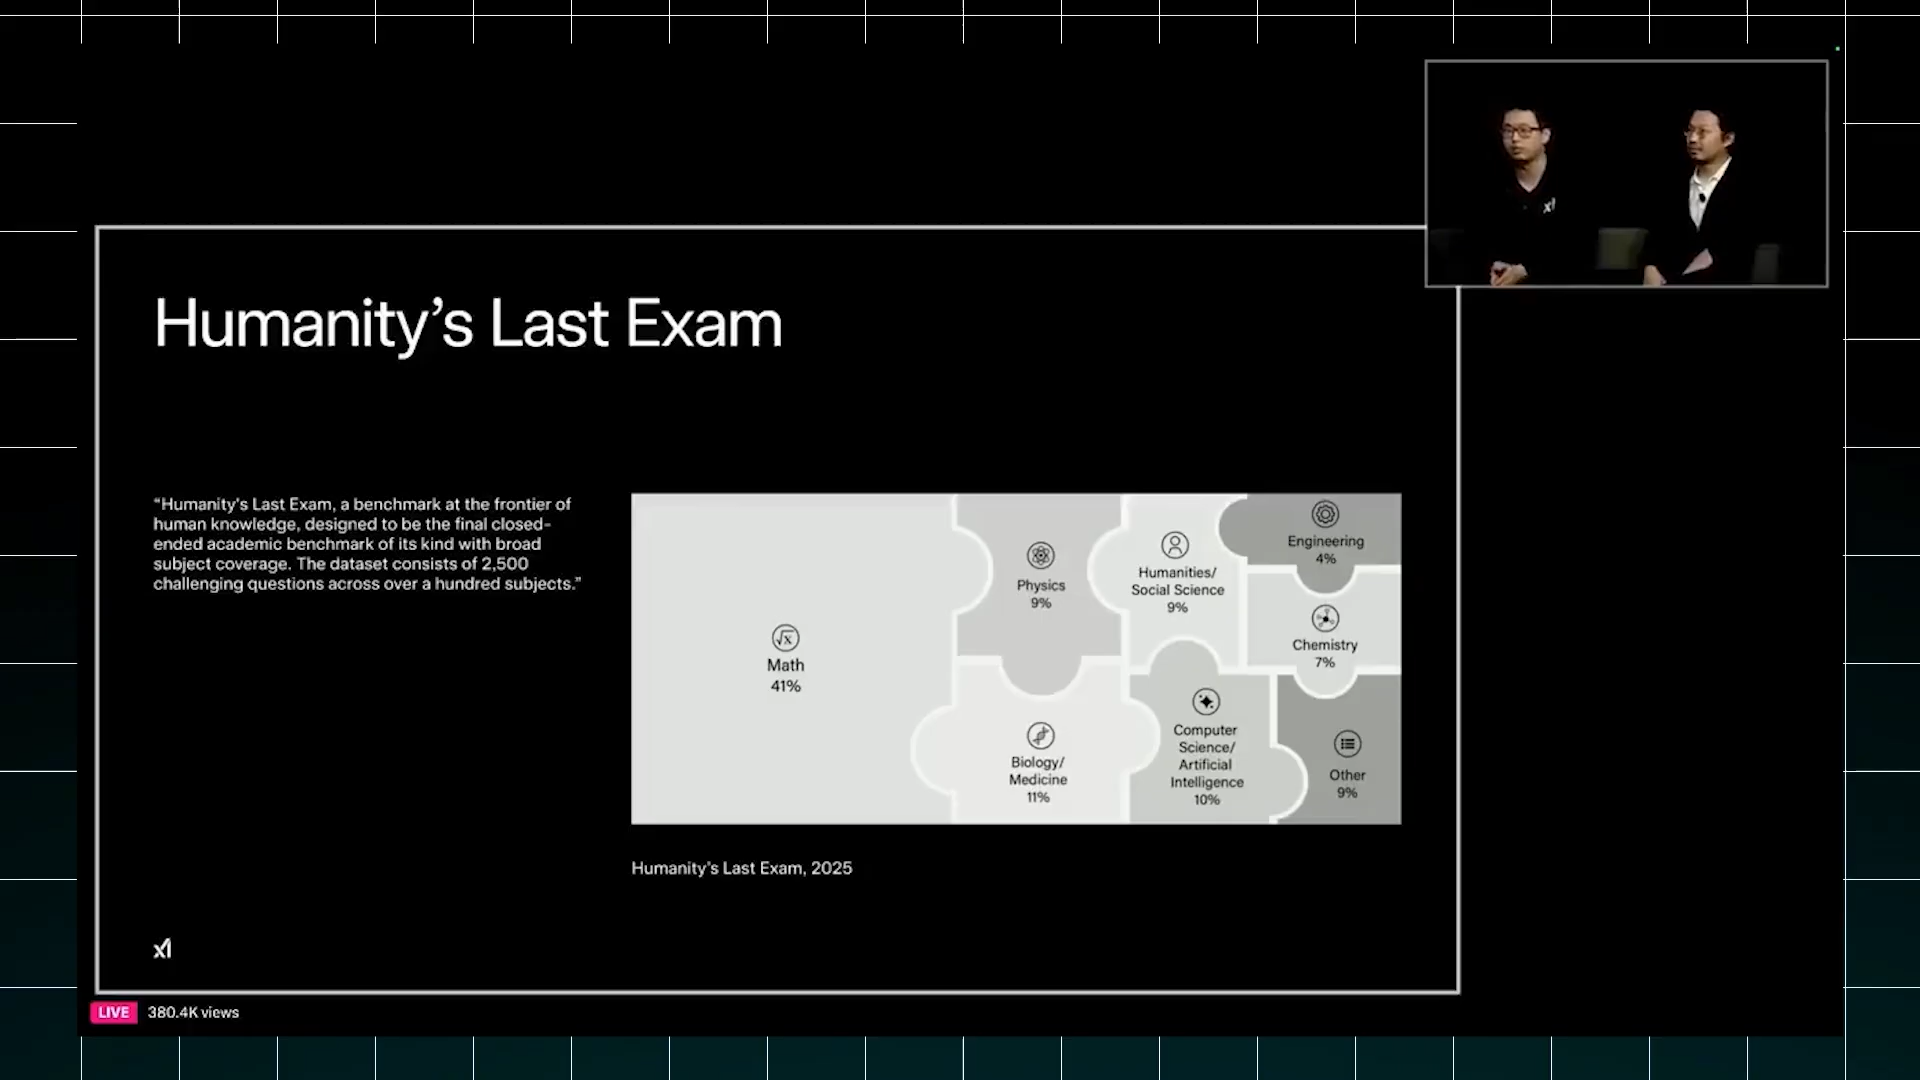 Humanity’s Last Exam
“Humanity’s Last Exam, a benchmark at the frontier of
human knowledge, designed to be the final closed-
ended academic benchmark of its kind with broad
subject coverage. The dataset consists of 2,500
challenging questions across over a hundred subjects.”
Math
41%
Physics
9%
Biology/
Medicine
11%
Humanities/
Social Science
9%
Computer
Science/
Artificial
Intelligence
10%
Engineering
4%
Chemistry
7%
Other
9%
Humanity’s Last Exam, 2025
xI
LIVE 380.4K views